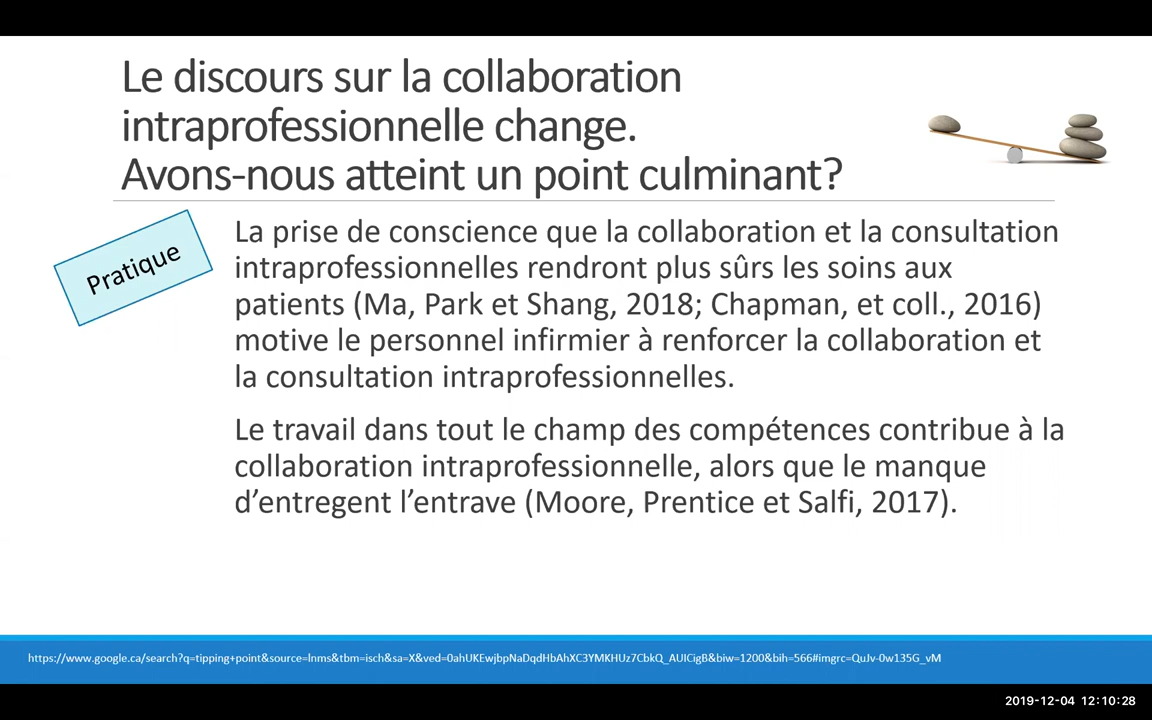 Le discours sur la collaboration
intraprofessionnelle change.
Avons-nous atteint un point culminant?
Pratique
La prise de conscience que la collaboration et la consultation
intraprofessionnelles rendront plus sûrs les soins aux
patients (Ma, Park et Shang, 2018; Chapman, et coll., 2016)
motive le personnel infirmier à renforcer la collaboration et
la consultation intraprofessionnelles.
Le travail dans tout le champ des compétences contribue à la
collaboration intraprofessionnelle, alors que le manque
d’entregent l’entrave (Moore, Prentice et Salfi, 2017).
https://www.google.ca/search?q=tipping+point&source=lnms&tbm=isch&sa=X&ved=0ahUKEwjbpNaDqdHbAhXC3YMKHUz7CbkQ_AUICigB&biw=1200&bih=566#imgrc=QuJv-0w135G_vM
2019-12-04 12:10:28